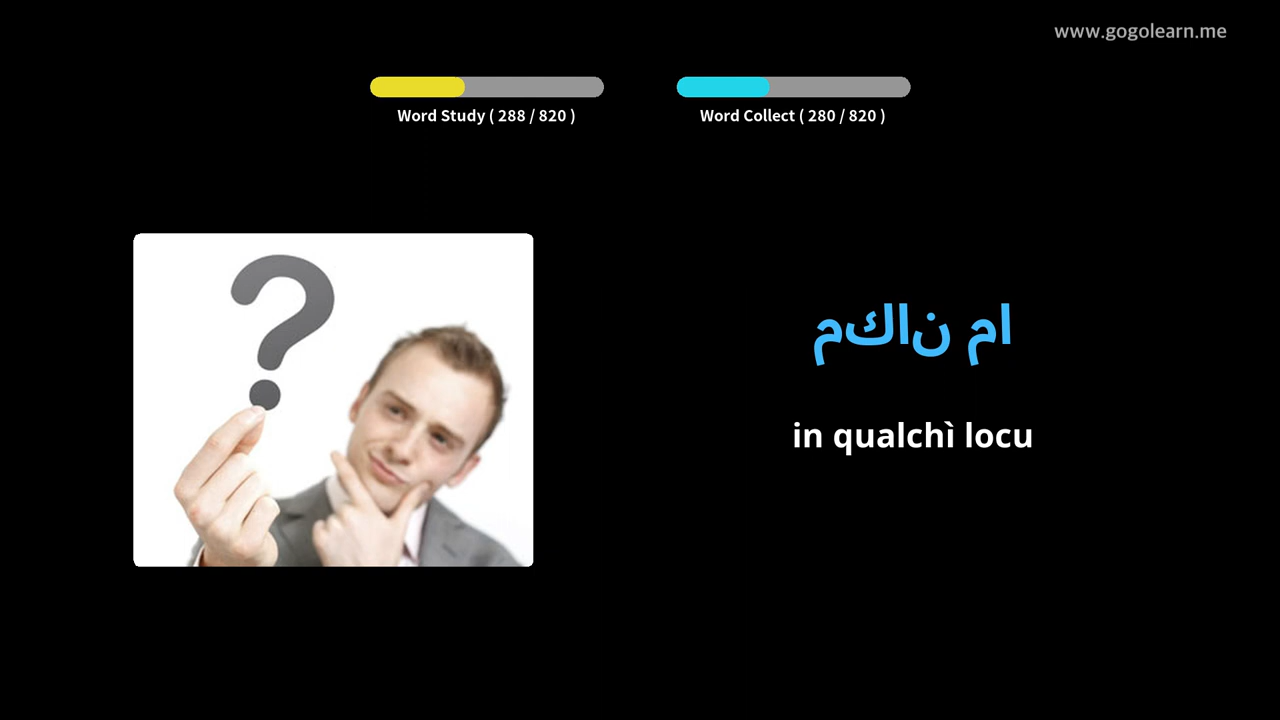 www.gogolearn.me
Word Study ( 288 / 820 )
Word Collect ( 280 / 820 )
مكان ما
in qualchì locu